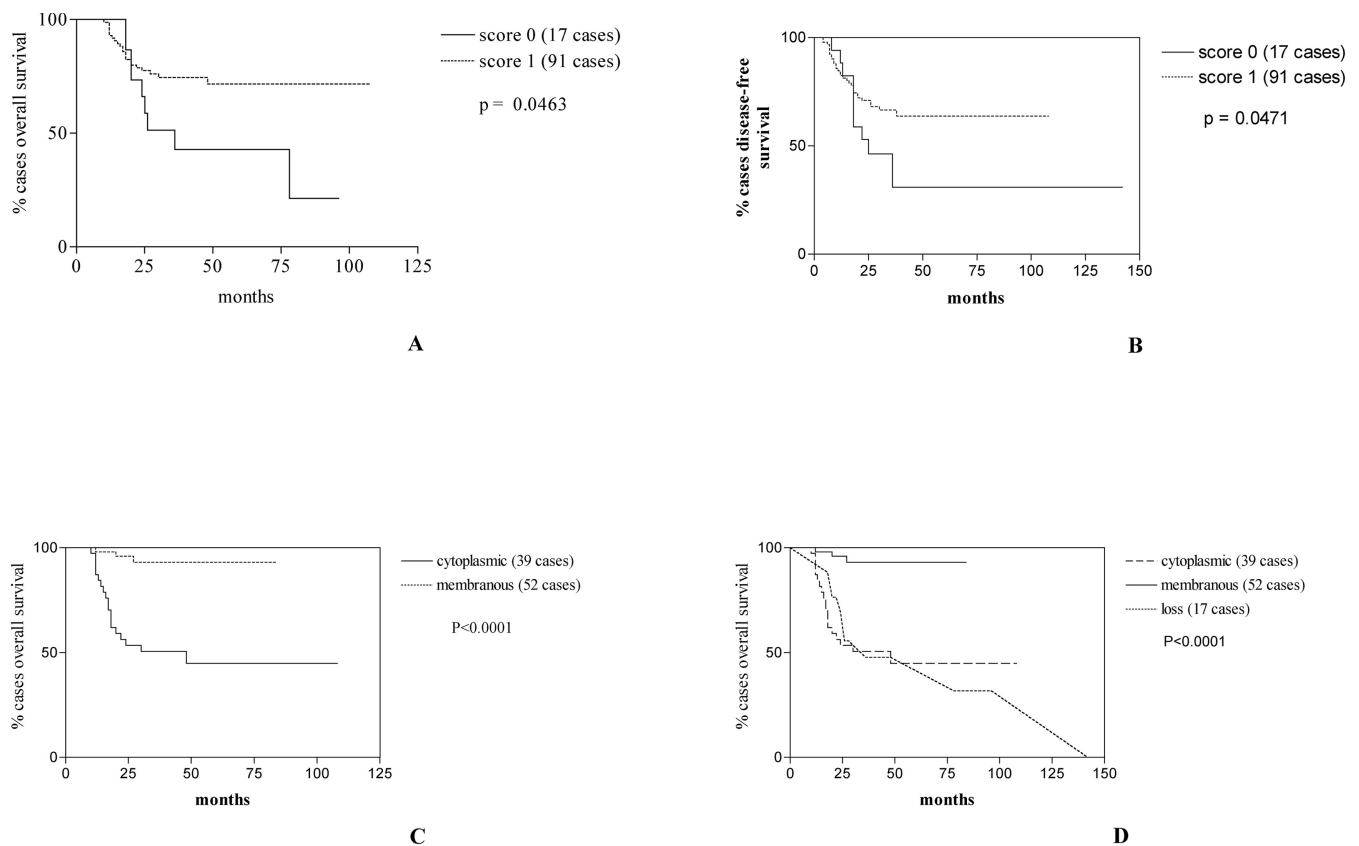 % cases overall survival
100
50
0
0 25 50 75 100 125
months
score 0 (17 cases)
score 1 (91 cases)
p = 0.0463
A
% cases disease-free
survival
100
50
0
0 25 50 75 100 125 150
months
score 0 (17 cases)
score 1 (91 cases)
p = 0.0471
B
% cases overall survival
100
50
0
0 25 50 75 100 125
months
cytoplasmic (39 cases)
membranous (52 cases)
P<0.0001
C
% cases overall survival
100
50
0
0 25 50 75 100 125 150
months
cytoplasmic (39 cases)
membranous (52 cases)
loss (17 cases)
P<0.0001
D